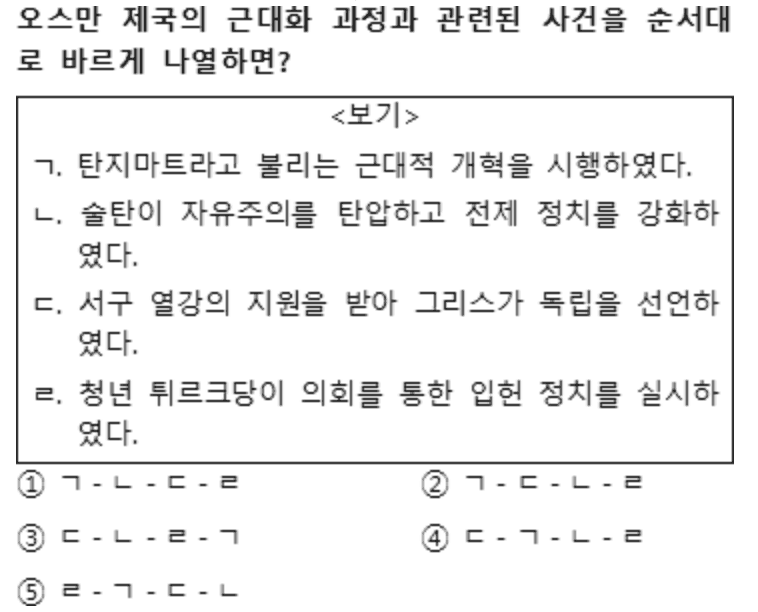 오스만 제국의 근대화 과정과 관련된 사건을 순서대
로 바르게 나열하면?
<보기>
ㄱ. 탄지마트라고 불리는 근대적 개혁을 시행하였다.
ㄴ. 술탄이 자유주의를 탄압하고 전제 정치를 강화하
였다.
ㄷ. 서구 열강의 지원을 받아 그리스가 독립을 선언하
였다.
ㄹ. 청년 튀르크당이 의회를 통한 입헌 정치를 실시하
였다.
① ㄱ - ㄴ - ㄷ - ㄹ ② ㄱ - ㄷ - ㄴ - ㄹ
③ ㄷ - ㄴ - ㄹ - ㄱ ④ ㄷ - ㄱ - ㄴ - ㄹ
⑤ ㄹ - ㄱ - ㄷ - ㄴ